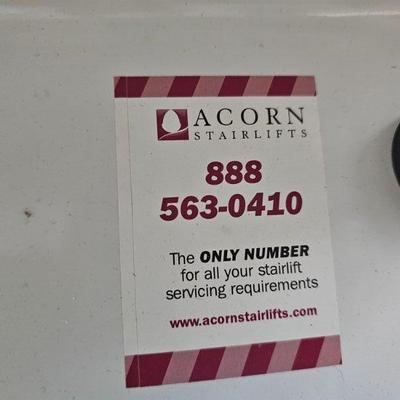 ACORN
STAIRLIFTS
888
563-0410
The ONLY NUMBER
for all your stairlift
servicing requirements
www.acornstairlifts.com